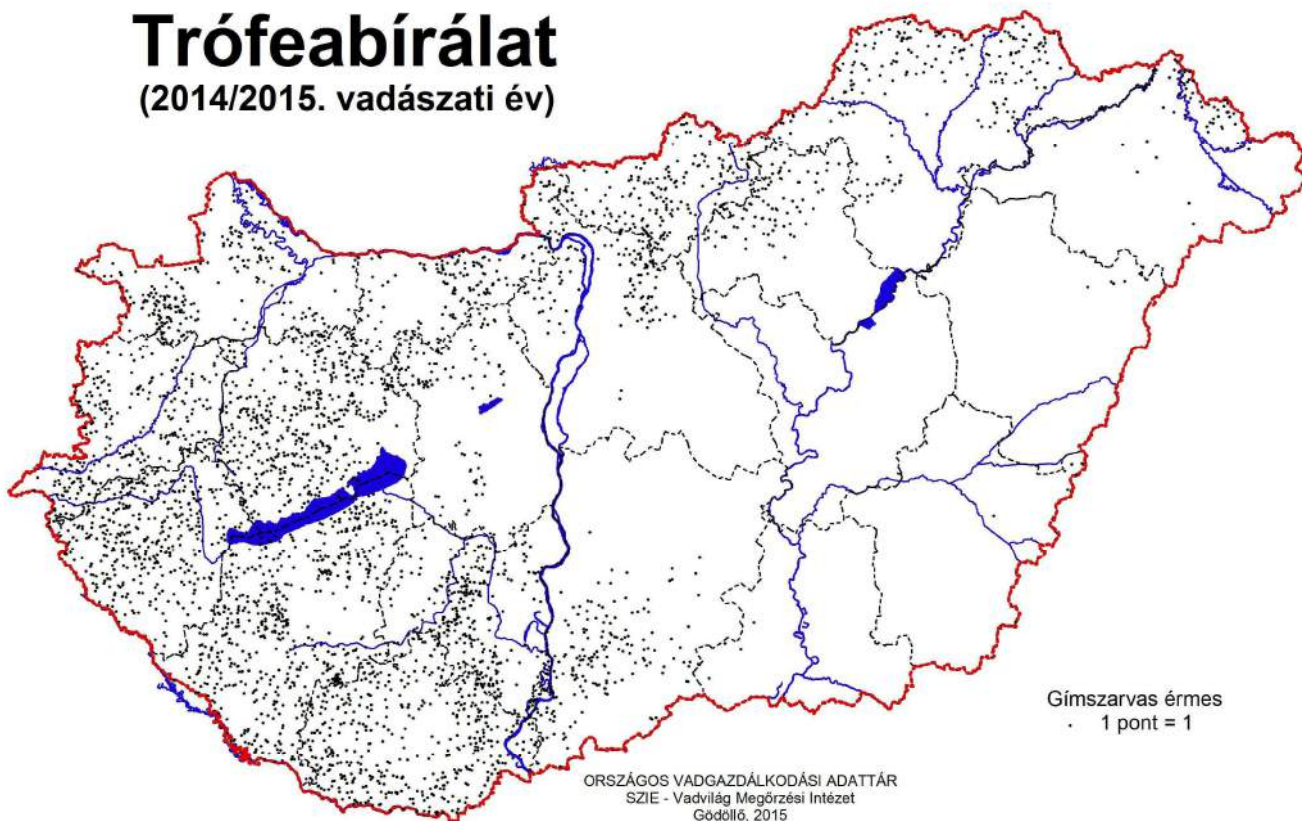 Trófeabírálat
(2014/2015. vadászati év)
Gímszarvas érmes
. 1 pont = 1
ORSZÁGOS VADGAZDÁLKODÁSI ADATTÁR
SZIE - Vadvilág Megőrzési Intézet
Gödöllő, 2015